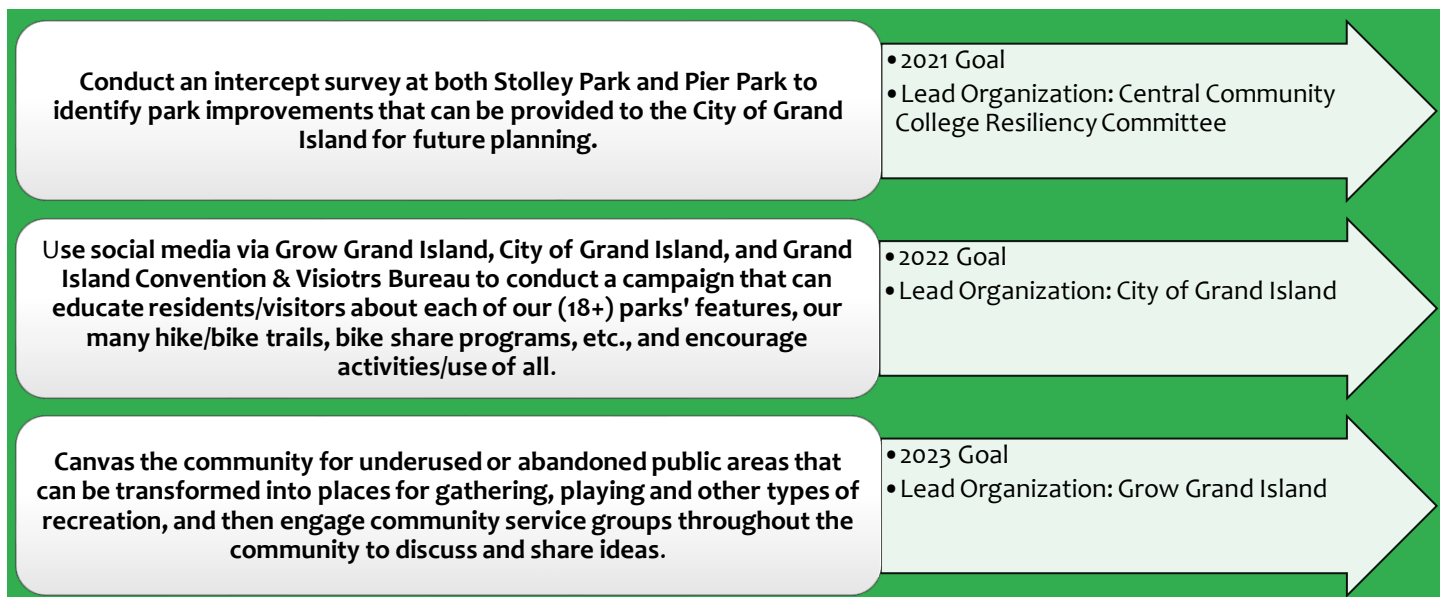 Conduct an intercept survey at both Stolley Park and Pier Park to
identify park improvements that can be provided to the City of Grand
Island for future planning.
•2021 Goal
•Lead Organization: Central Community
College Resiliency Committee
Use social media via Grow Grand Island, City of Grand Island, and Grand
Island Convention & Visiotrs Bureau to conduct a campaign that can
educate residents/visitors about each of our (18+) parks' features, our
many hike/bike trails, bike share programs, etc., and encourage
activities/use of all.
•2022 Goal
•Lead Organization: City of Grand Island
Canvas the community for underused or abandoned public areas that
can be transformed into places for gathering, playing and other types of
recreation, and then engage community service groups throughout the
community to discuss and share ideas.
•2023 Goal
•Lead Organization: Grow Grand Island